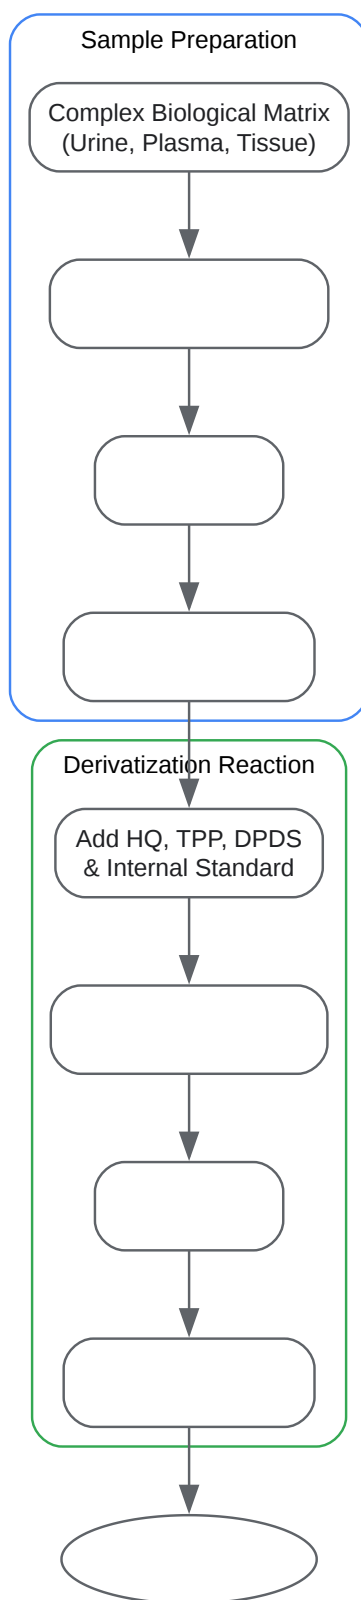 Sample Preparation
Complex Biological Matrix
(Urine, Plasma, Tissue)
Derivatization Reaction
Add HQ, TPP, DPDS
& Internal Standard